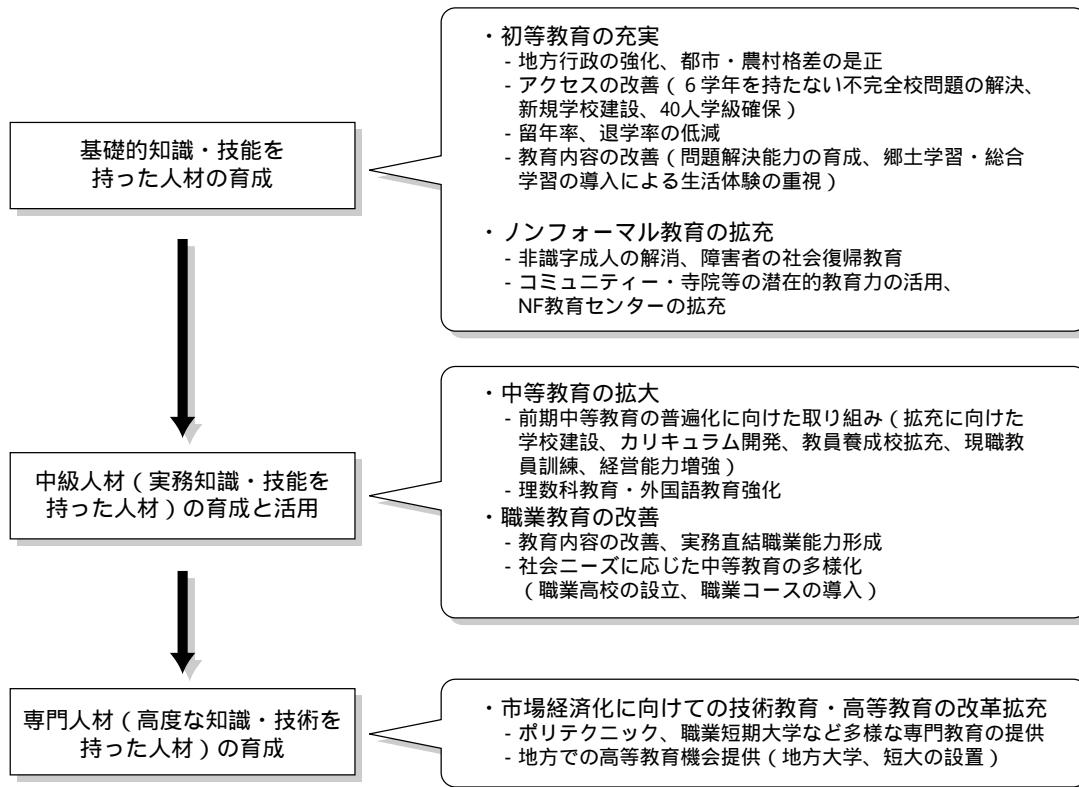 基礎的知識・技能を
持った人材の育成
・初等教育の充実
- 地方行政の強化、都市・農村格差の是正
- アクセスの改善（６学年を持たない不完全校問題の解決、
新規学校建設、40人学級確保）
- 留年率、退学率の低減
- 教育内容の改善（問題解決能力の育成、郷土学習・総合
学習の導入による生活体験の重視）
・ノンフォーマル教育の拡充
- 非識字成人の解消、障害者の社会復帰教育
- コミュニティー・寺院等の潜在的教育力の活用、
NF教育センターの拡充
中級人材（実務知識・技能を
持った人材）の育成と活用
・中等教育の拡大
- 前期中等教育の普遍化に向けた取り組み（拡充に向けた
学校建設、カリキュラム開発、教員養成校拡充、現職教
員訓練、経営能力増強）
- 理数科教育・外国語教育強化
・職業教育の改善
- 教育内容の改善、実務直結職業能力形成
- 社会ニーズに応じた中等教育の多様化
（職業高校の設立、職業コースの導入）
専門人材（高度な知識・技術を
持った人材）の育成
・市場経済化に向けての技術教育・高等教育の改革拡充
- ポリテクニック、職業短期大学など多様な専門教育の提供
- 地方での高等教育機会提供（地方大学、短大の設置）